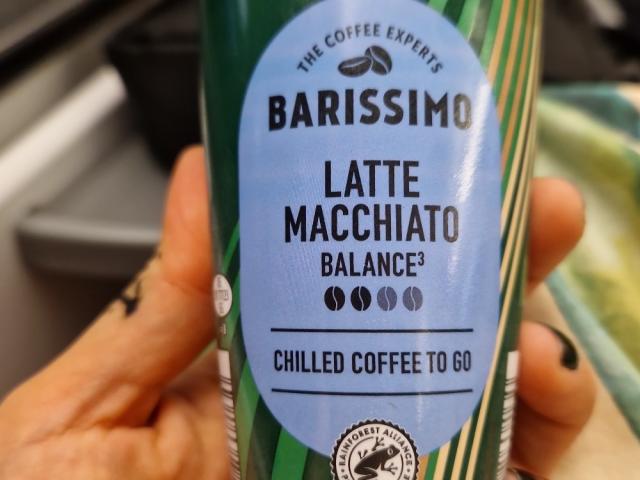 THE COFFEE EXPERTS
BARISSIMO
LATTE
MACCHIATO
BALANCE³
CHILLED COFFEE TO GO
RAINFOREST ALLIANCE